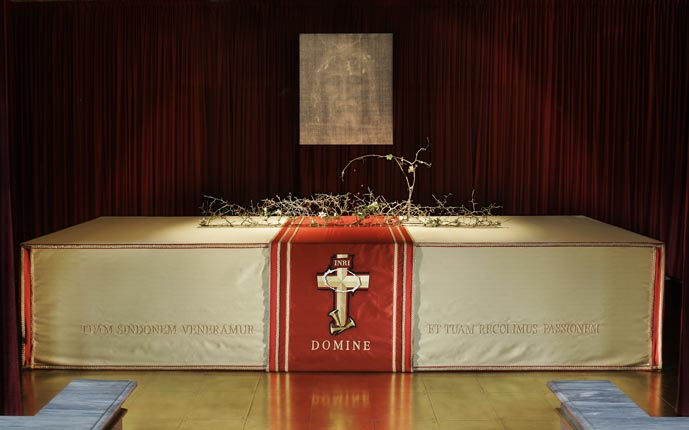 INRI
TUAM SINDONEM VENERAMUR
DOMINE
ET TUAM RECOLIMUS PASSIONEM